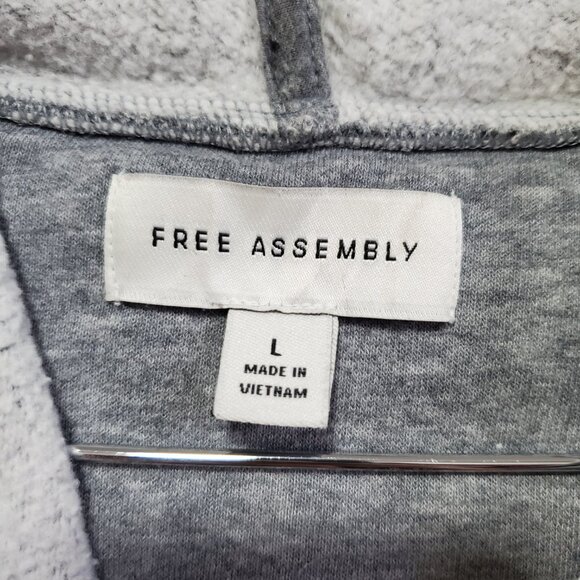 FREE ASSEMBLY
L
MADE IN
VIETNAM